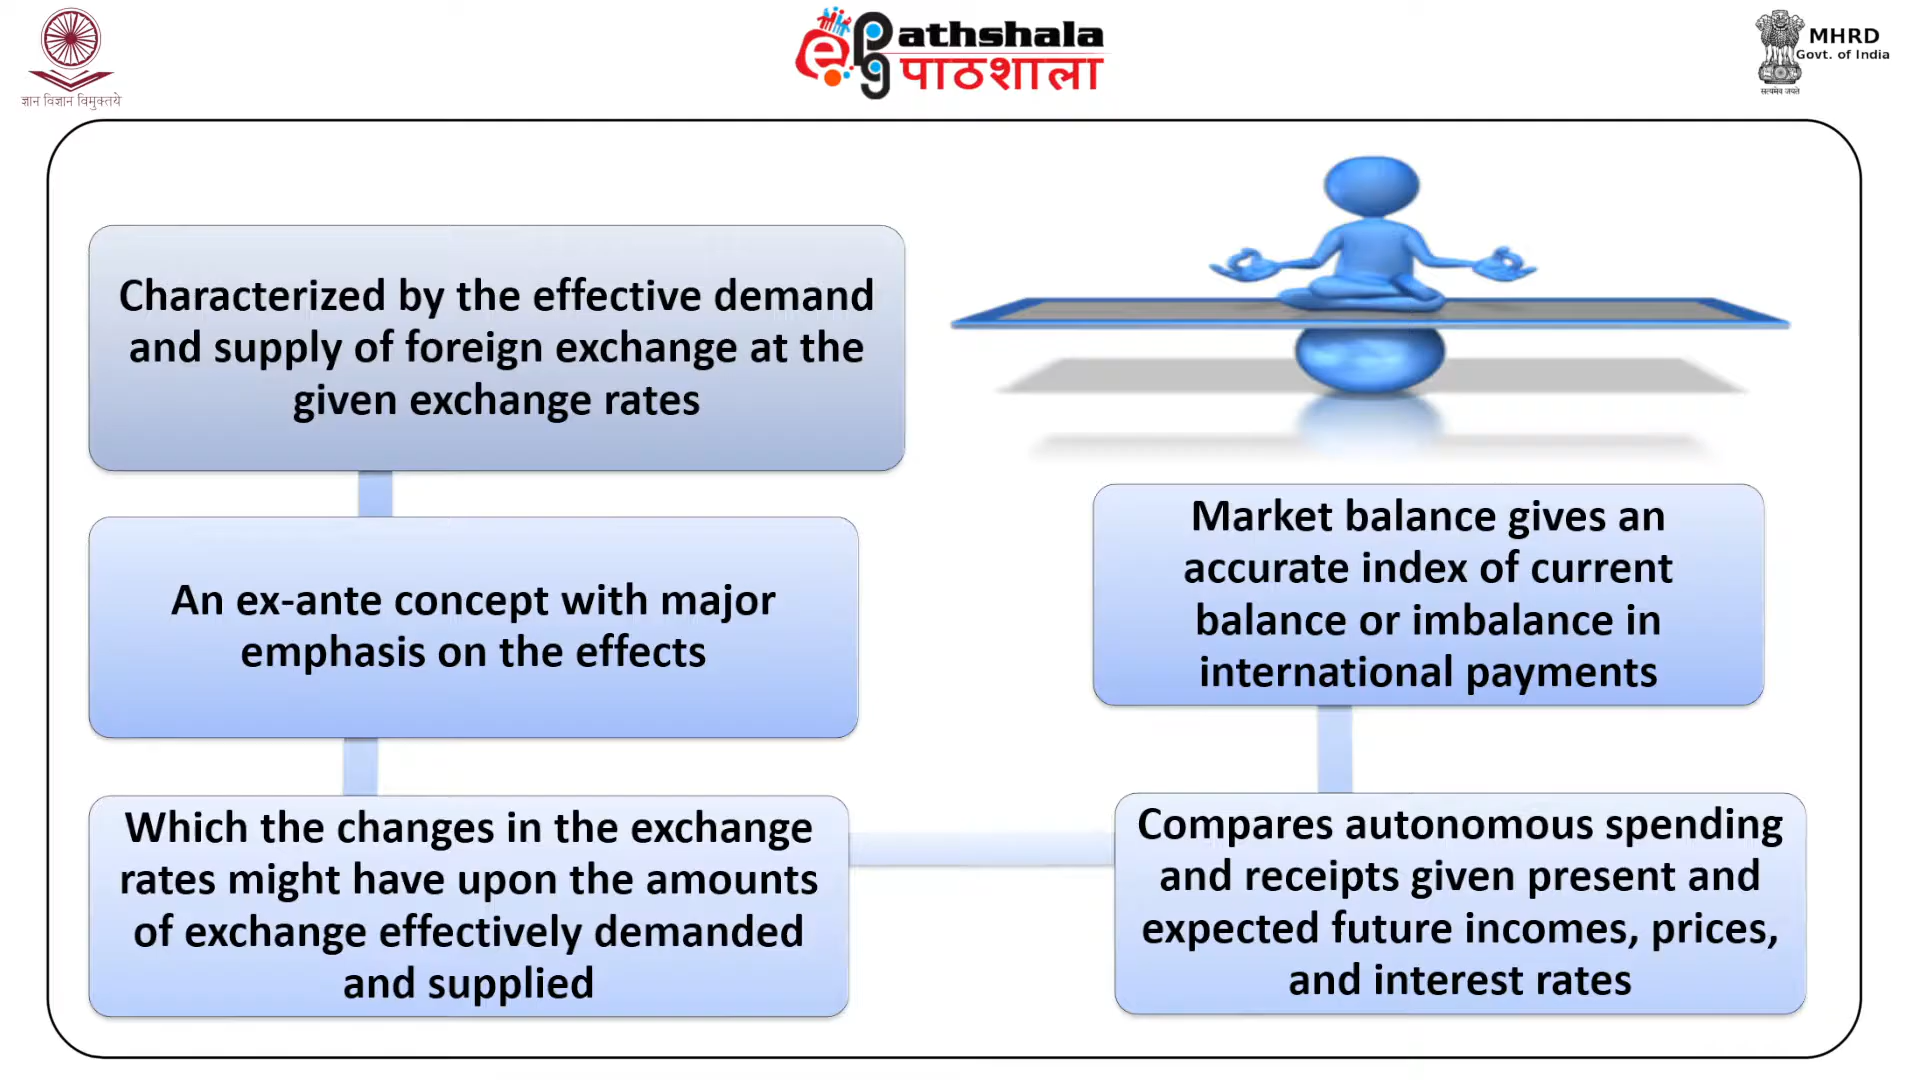 ज्ञान विज्ञान विमुक्तये
ePGathshala
पाठशाला
MHRD
Govt. of India
सत्यमेव जयते
Characterized by the effective demand
and supply of foreign exchange at the
given exchange rates
An ex-ante concept with major
emphasis on the effects
Which the changes in the exchange
rates might have upon the amounts
of exchange effectively demanded
and supplied
Market balance gives an
accurate index of current
balance or imbalance in
international payments
Compares autonomous spending
and receipts given present and
expected future incomes, prices,
and interest rates